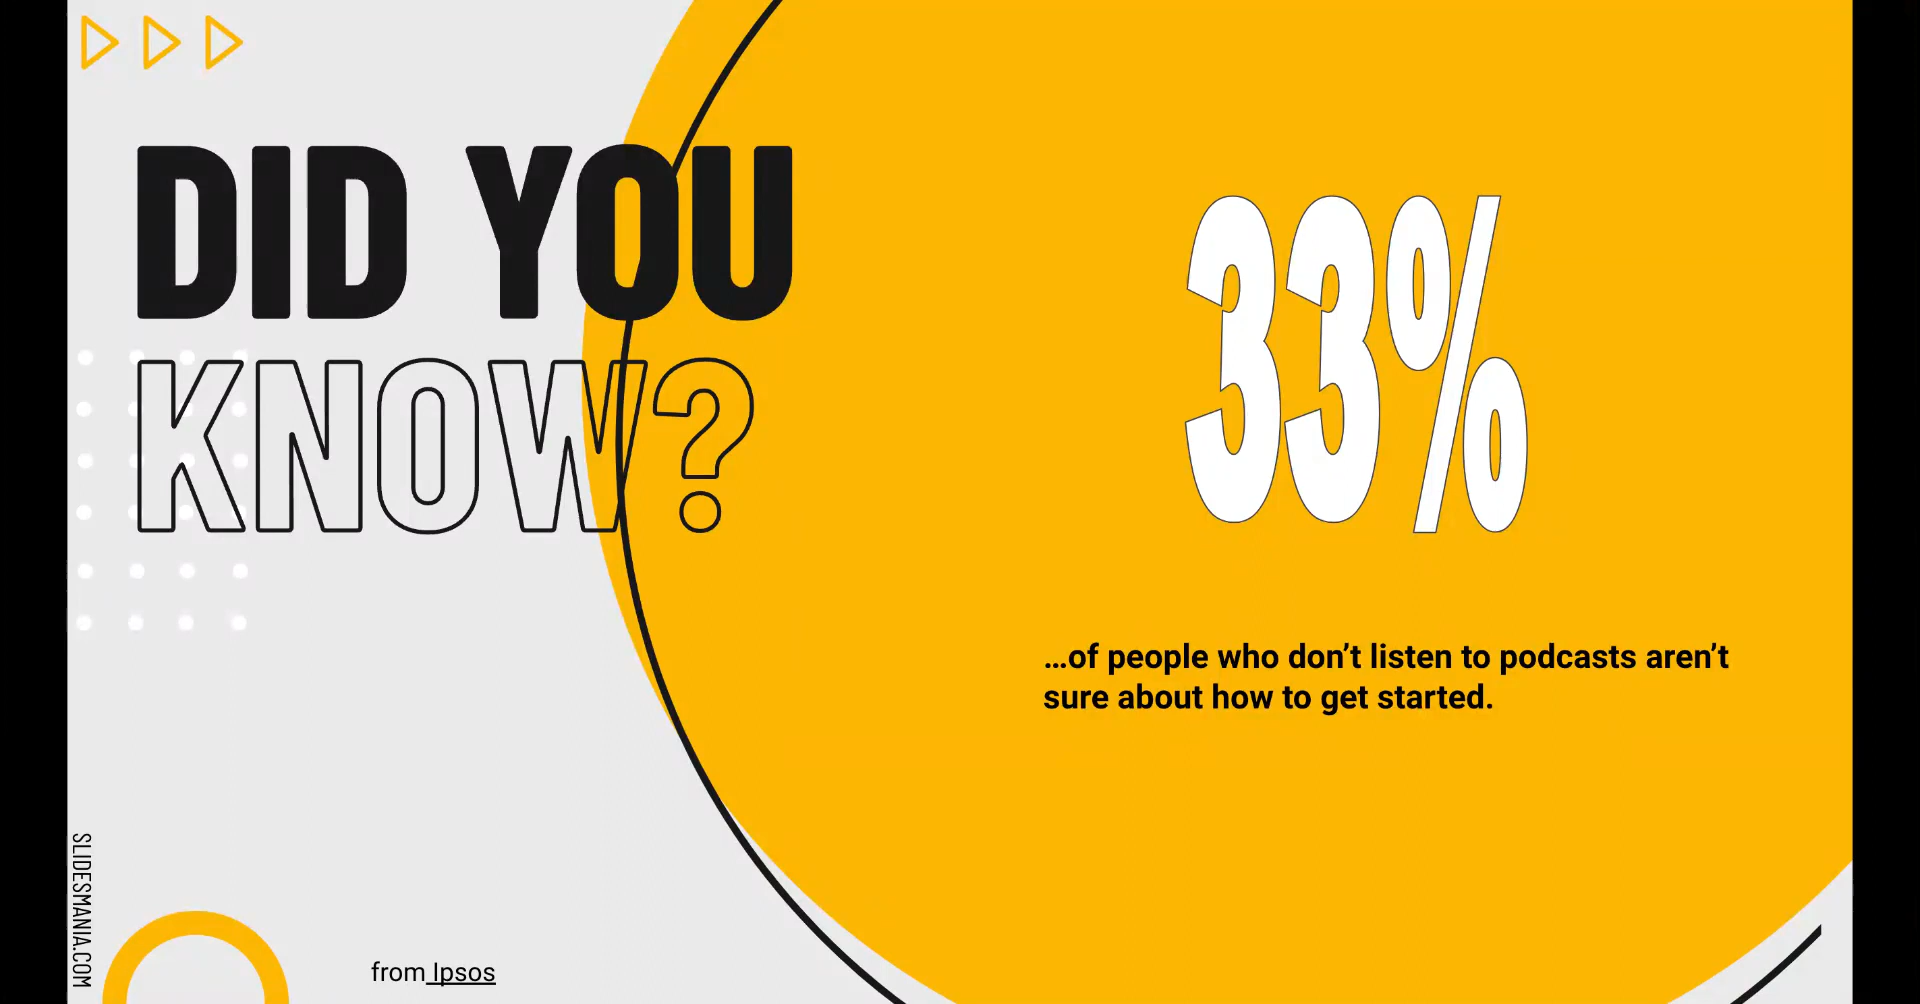 DID YOU
KNOW?
33%
...of people who don’t listen to podcasts aren’t
sure about how to get started.
SLIDESMANIA.COM
from Ipsos